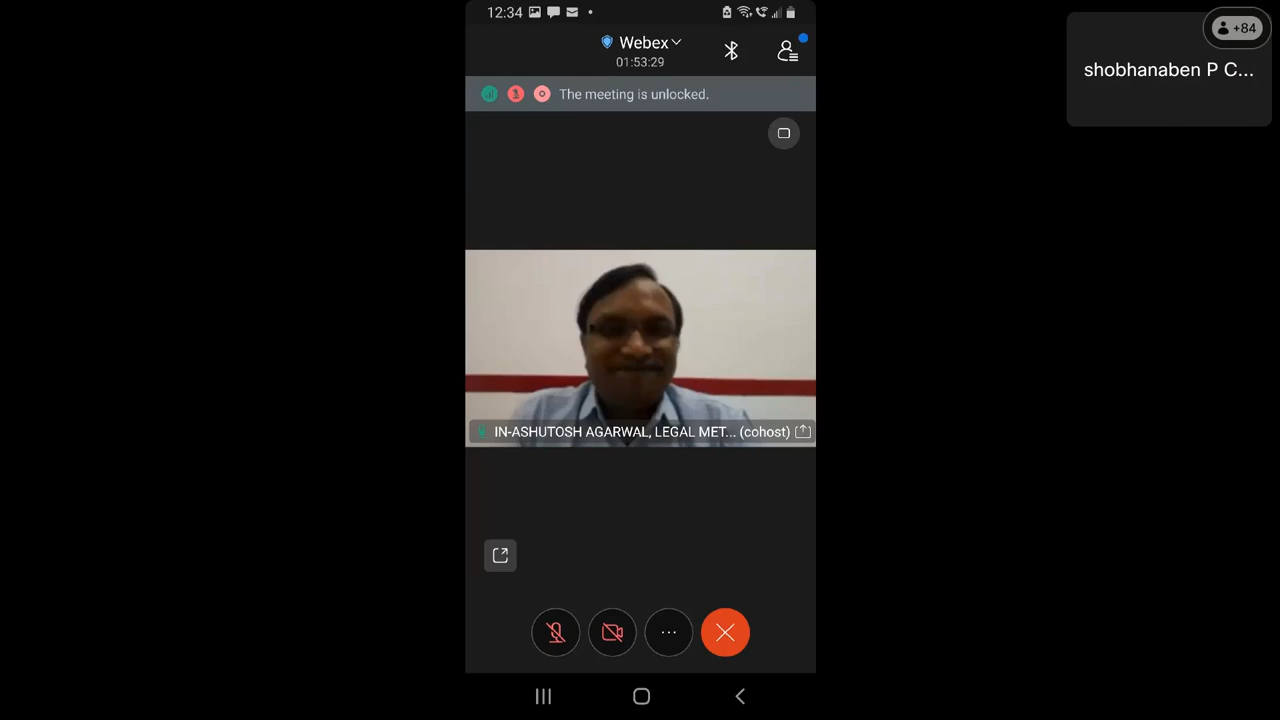 12:34
Webex
01:53:29
The meeting is unlocked.
IN-ASHUTOSH AGARWAL, LEGAL MET... (cohost)
+84
shobhanaben P C...